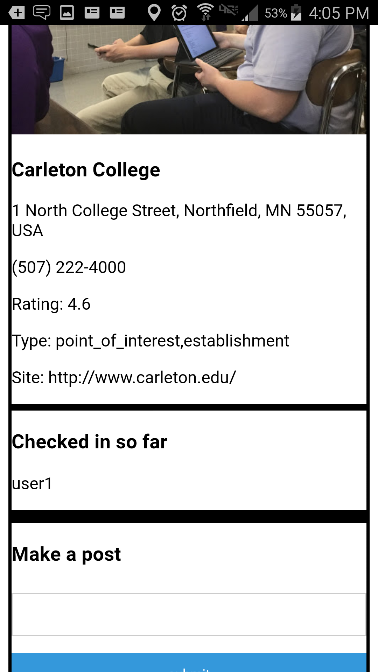 53% 4:05 PM
Carleton College
1 North College Street, Northfield, MN 55057,
USA
(507) 222-4000
Rating: 4.6
Type: point_of_interest,establishment
Site: http://www.carleton.edu/
Checked in so far
user1
Make a post